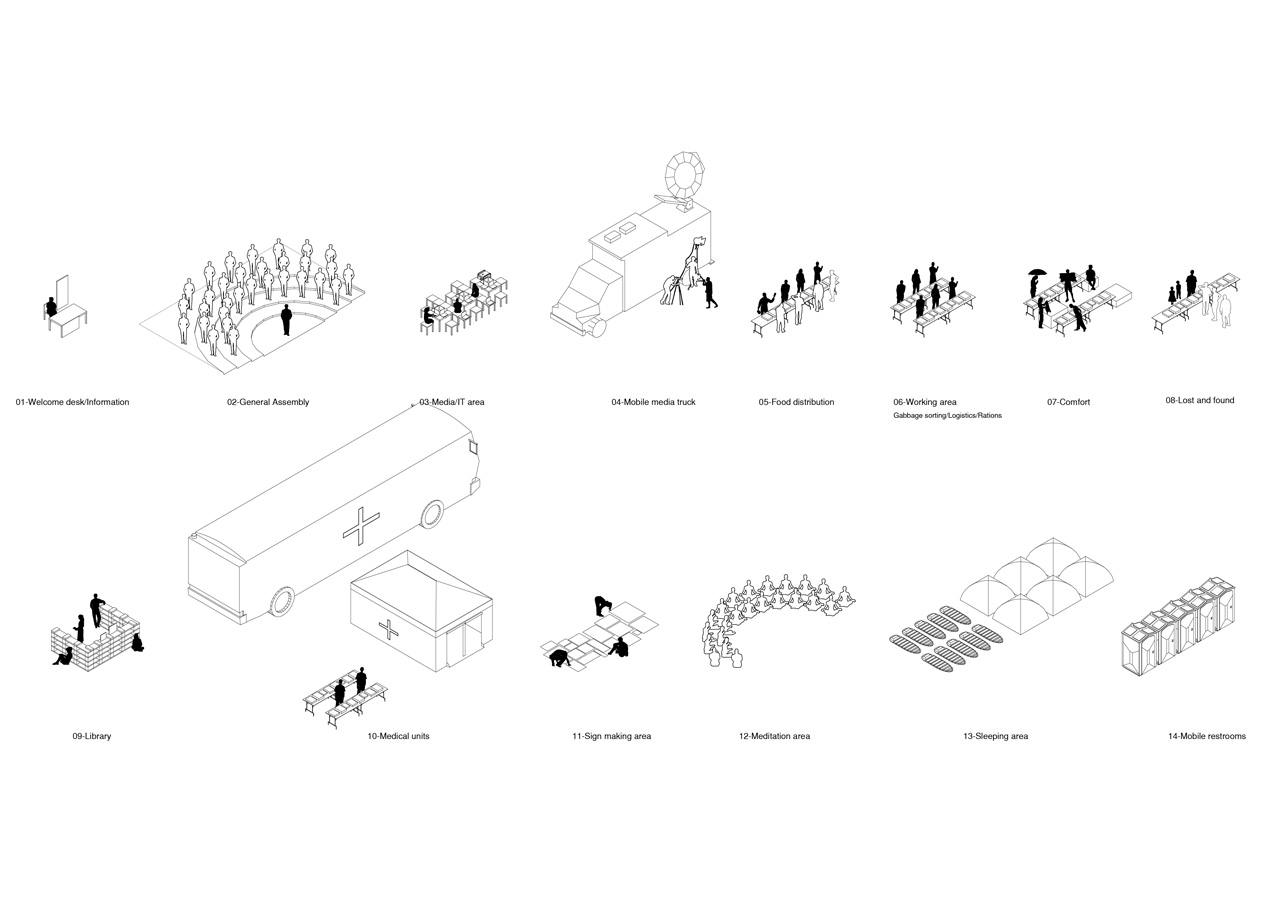 01-Welcome desk/Information
02-General Assembly
03-Media/IT area
04-Mobile media truck
05-Food distribution
06-Working area
Gabbage sorting/Logistics/Rations
07-Comfort
08-Lost and found
09-Library
10-Medical units
11-Sign making area
12-Meditation area
13-Sleeping area
14-Mobile restrooms